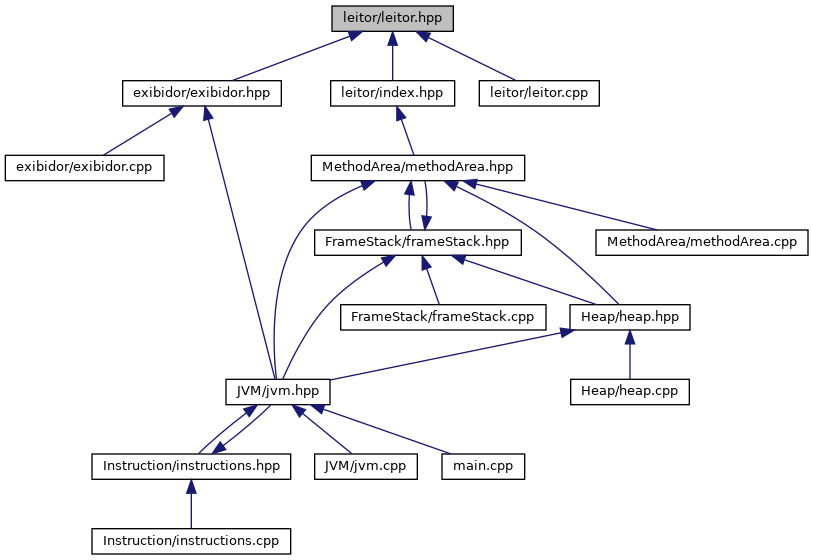 leitor/leitor.hpp
exibidor/exibidor.hpp
leitor/index.hpp
leitor/leitor.cpp
exibidor/exibidor.cpp
MethodArea/methodArea.hpp
FrameStack/frameStack.hpp
MethodArea/methodArea.cpp
FrameStack/frameStack.cpp
Heap/heap.hpp
JVM/jvm.hpp
Heap/heap.cpp
Instruction/instructions.hpp
JVM/jvm.cpp
main.cpp
Instruction/instructions.cpp